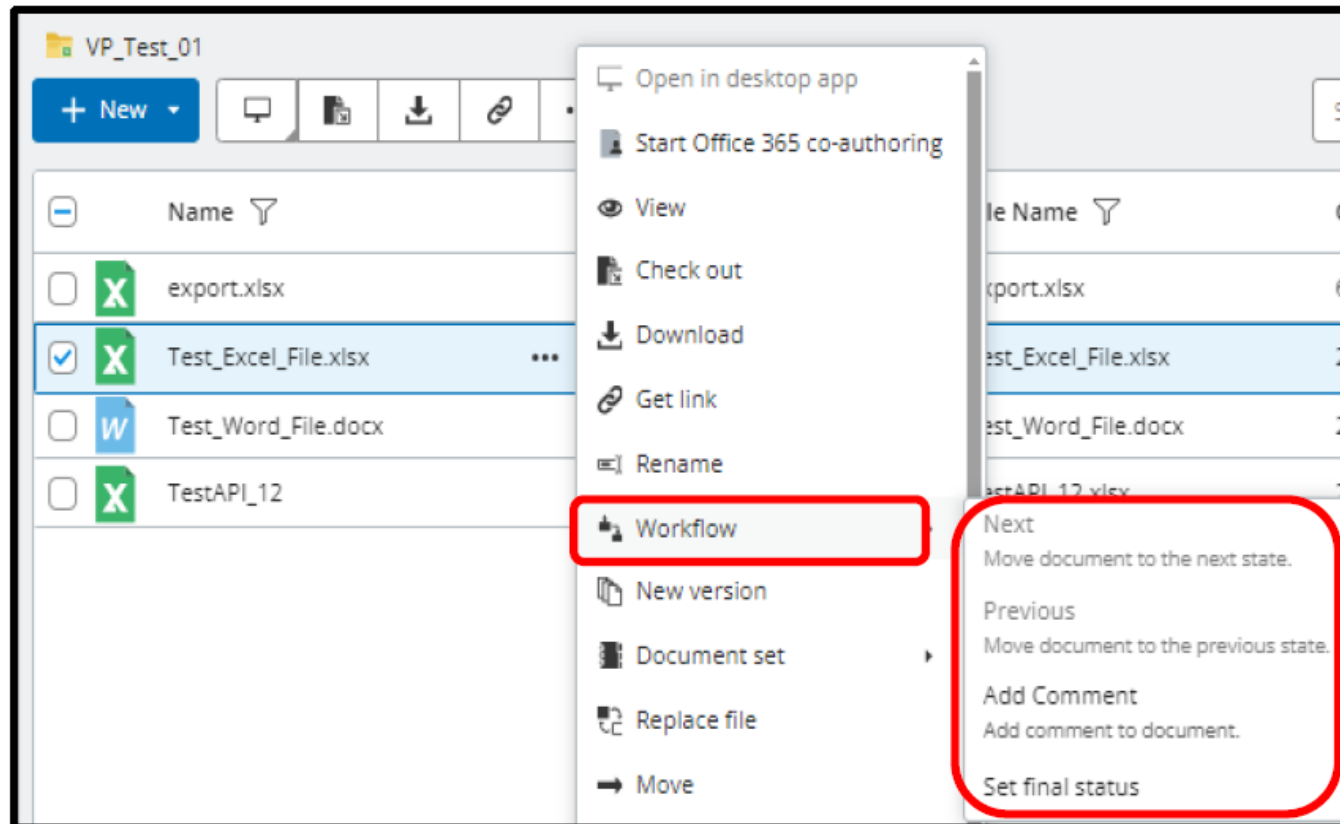 VP_Test_01
+ New
Name
le Name
export.xlsx
xport.xlsx
Test_Excel_File.xlsx
est_Excel_File.xlsx
Test_Word_File.docx
est_Word_File.docx
TestAPI_12
estAPI_12.xlsx
Open in desktop app
Start Office 365 co-authoring
View
Check out
Download
Get link
Rename
Workflow
New version
Document set
Replace file
Move
Next
Move document to the next state.
Previous
Move document to the previous state.
Add Comment
Add comment to document.
Set final status